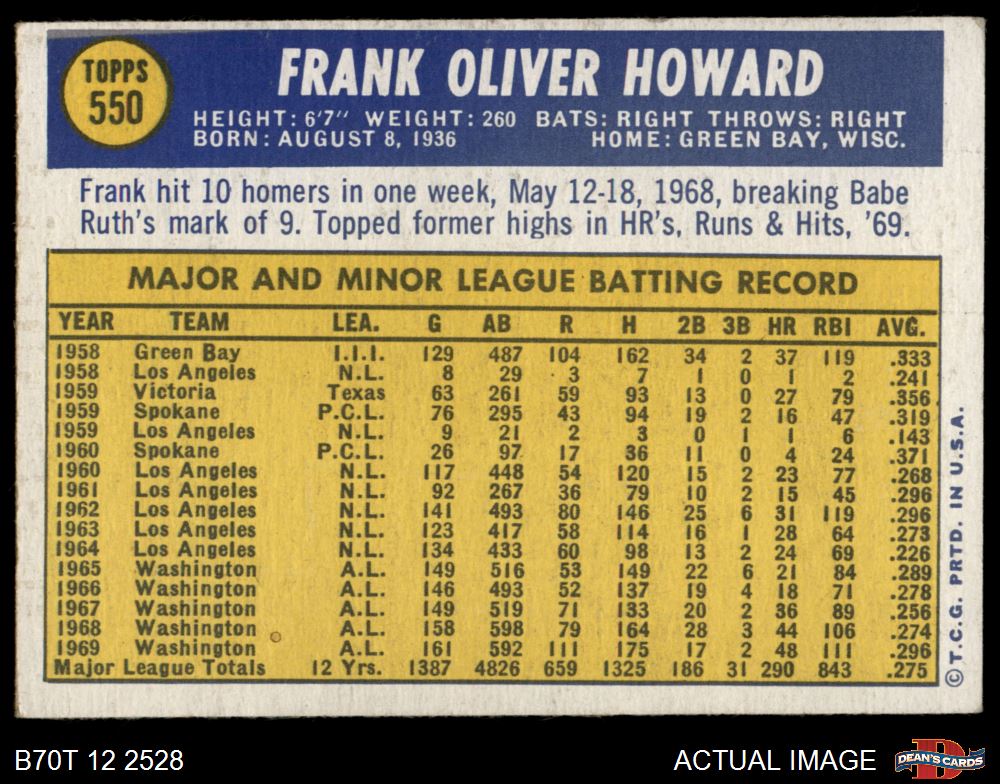 TOPPS
550
FRANK OLIVER HOWARD
HEIGHT: 6'7" WEIGHT: 260 BATS: RIGHT THROWS: RIGHT
BORN: AUGUST 8, 1936 HOME: GREEN BAY, WISC.
Frank hit 10 homers in one week, May 12-18, 1968, breaking Babe
Ruth's mark of 9. Topped former highs in HR's, Runs & Hits, '69.
MAJOR AND MINOR LEAGUE BATTING RECORD
YEAR TEAM LEA. G AB R H 2B 3B HR RBI AVG.
1958 Green Bay I.I.I. 129 487 104 162 34 2 37 119 .333
1958 Los Angeles N.L. 8 29 3 7 1 0 1 2 .241
1959 Victoria Texas 63 261 59 93 13 0 27 79 .356
1959 Spokane P.C.L. 76 295 43 94 19 2 16 47 .319
1959 Los Angeles N.L. 9 21 2 3 0 1 1 6 .143
1960 Spokane P.C.L. 26 97 17 36 11 0 4 24 .371
1960 Los Angeles N.L. 117 448 54 120 15 2 23 77 .268
1961 Los Angeles N.L. 92 267 36 79 10 2 15 45 .296
1962 Los Angeles N.L. 141 493 80 146 25 6 31 119 .296
1963 Los Angeles N.L. 123 417 58 114 16 1 28 64 .273
1964 Los Angeles N.L. 134 433 60 98 13 2 24 69 .226
1965 Washington A.L. 149 516 53 149 22 6 21 84 .289
1966 Washington A.L. 146 493 52 137 19 4 18 71 .278
1967 Washington A.L. 149 519 71 133 20 2 36 89 .256
1968 Washington A.L. 158 598 79 164 28 3 44 106 .274
1969 Washington A.L. 161 592 111 175 17 2 48 111 .296
Major League Totals 12 Yrs. 1387 4826 659 1325 186 31 290 843 .275
©T.C.G. PRTD. IN U.S.A.
B70T 12 2528
ACTUAL IMAGE
D
DEAN'S CARDS